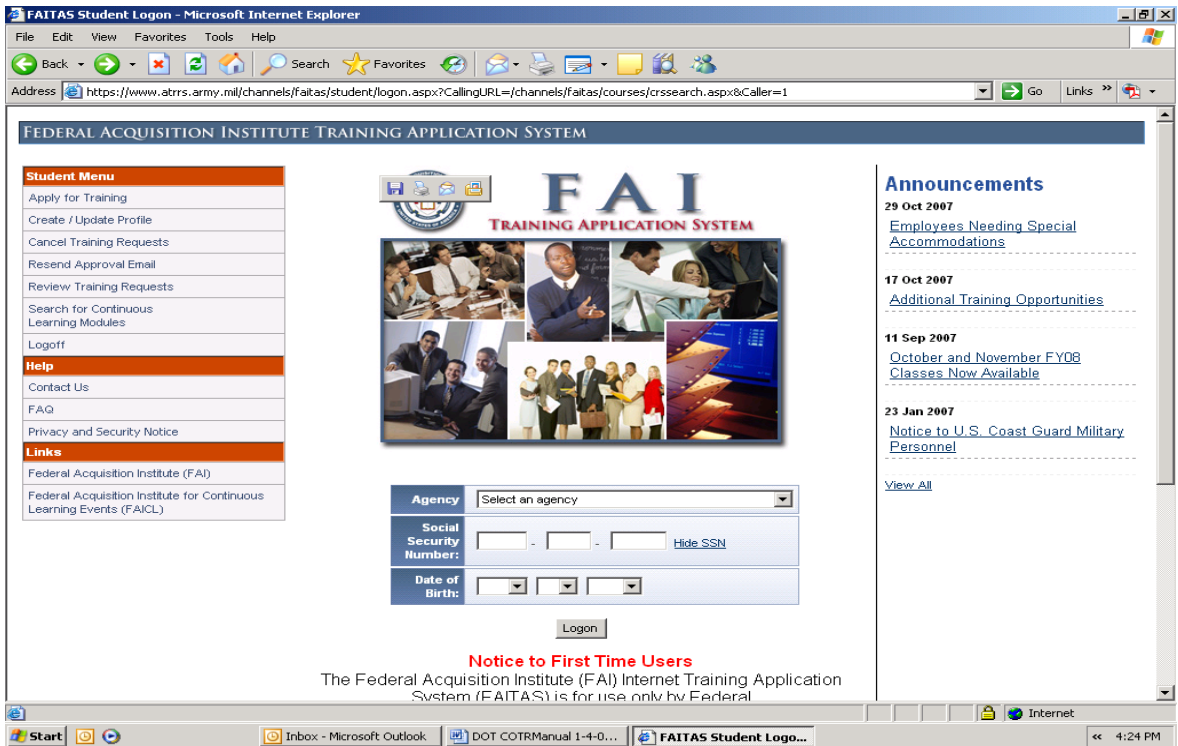 FAITAS Student Logon - Microsoft Internet Explorer
File Edit View Favorites Tools Help
Back Search Favorites
Address https://www.atrrs.army.mil/channels/faitas/student/logon.aspx?CallingURL=/channels/faitas/courses/crssearch.aspx&Caller=1 Go Links »
FEDERAL ACQUISITION INSTITUTE TRAINING APPLICATION SYSTEM
Student Menu
Apply for Training
Create / Update Profile
Cancel Training Requests
Resend Approval Email
Review Training Requests
Search for Continuous
Learning Modules
Logoff
Help
Contact Us
FAQ
Privacy and Security Notice
Links
Federal Acquisition Institute (FAI)
Federal Acquisition Institute for Continuous
Learning Events (FAICL)
FAI
TRAINING APPLICATION SYSTEM
Agency Select an agency
Social
Security
Number: - - Hide SSN
Date of
Birth:
Logon
Notice to First Time Users
The Federal Acquisition Institute (FAI) Internet Training Application
System (FAITAS) is for use only by Federal
Announcements
29 Oct 2007
Employees Needing Special
Accommodations
17 Oct 2007
Additional Training Opportunities
11 Sep 2007
October and November FY08
Classes Now Available
23 Jan 2007
Notice to U.S. Coast Guard Military
Personnel
View All
Internet
Start Inbox - Microsoft Outlook DOT COTRManual 1-4-0... FAITAS Student Logo... « 4:24 PM